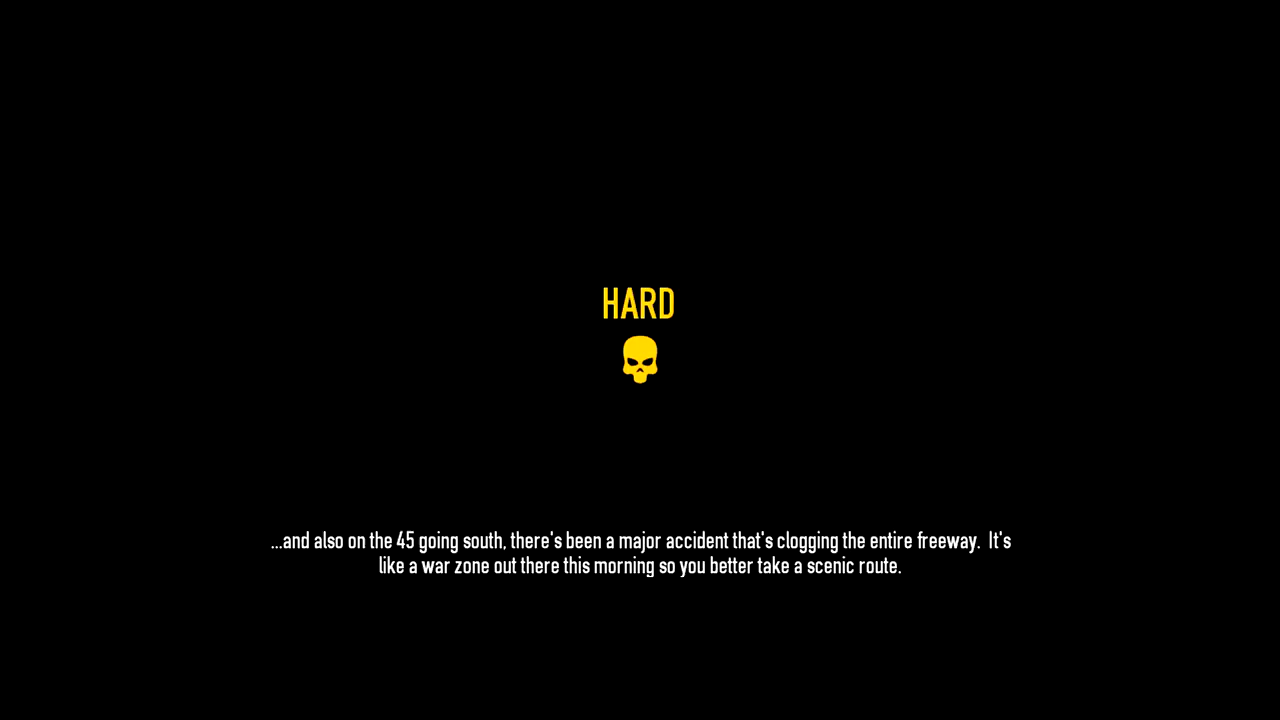 HARD
...and also on the 45 going south, there's been a major accident that's clogging the entire freeway.  It's
like a war zone out there this morning so you better take a scenic route.